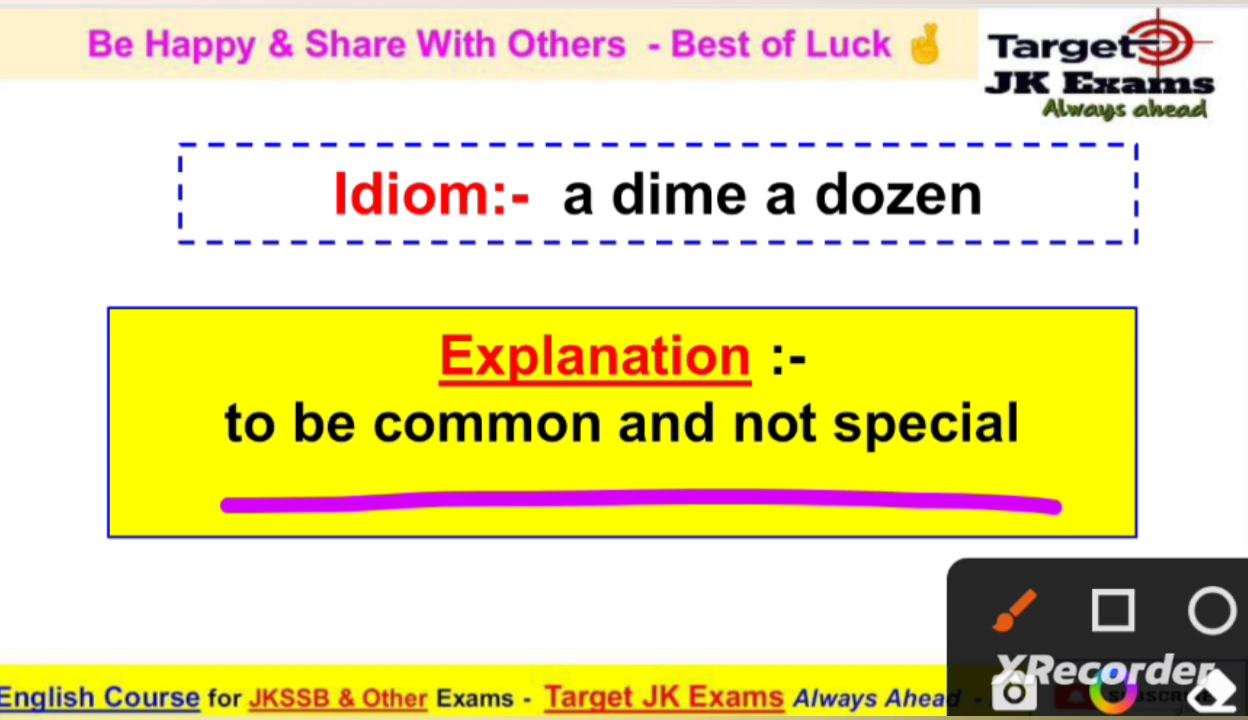 Be Happy & Share With Others - Best of Luck ✌
Target
JK Exams
Always ahead
Idiom:- a dime a dozen
Explanation :-
to be common and not special
XRecorder
English Course for JKSSB & Other Exams - Target JK Exams Always Ahead -